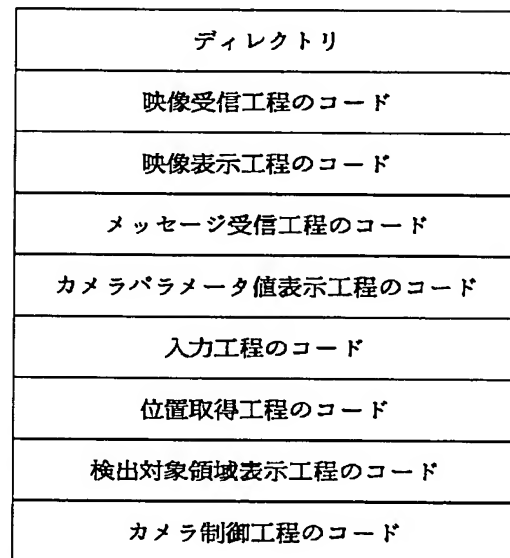 ディレクトリ
映像受信工程のコード
映像表示工程のコード
メッセージ受信工程のコード
カメラパラメータ値表示工程のコード
入力工程のコード
位置取得工程のコード
検出対象領域表示工程のコード
カメラ制御工程のコード